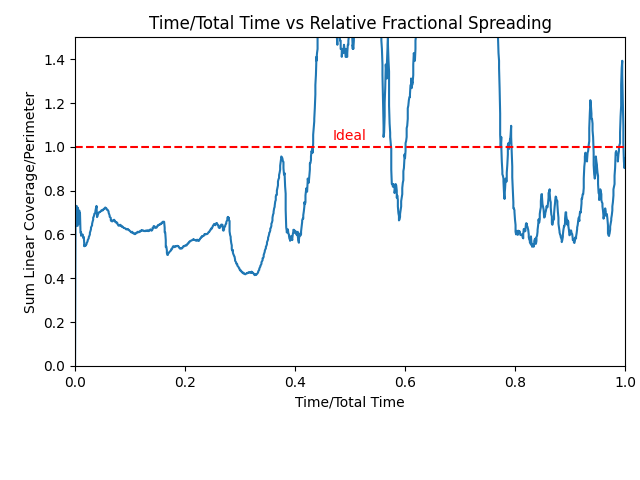 Time/Total Time vs Relative Fractional Spreading
Sum Linear Coverage/Perimeter
1.4
1.2
1.0
0.8
0.6
0.4
0.2
0.0
Ideal
0.0 0.2 0.4 0.6 0.8 1.0
Time/Total Time